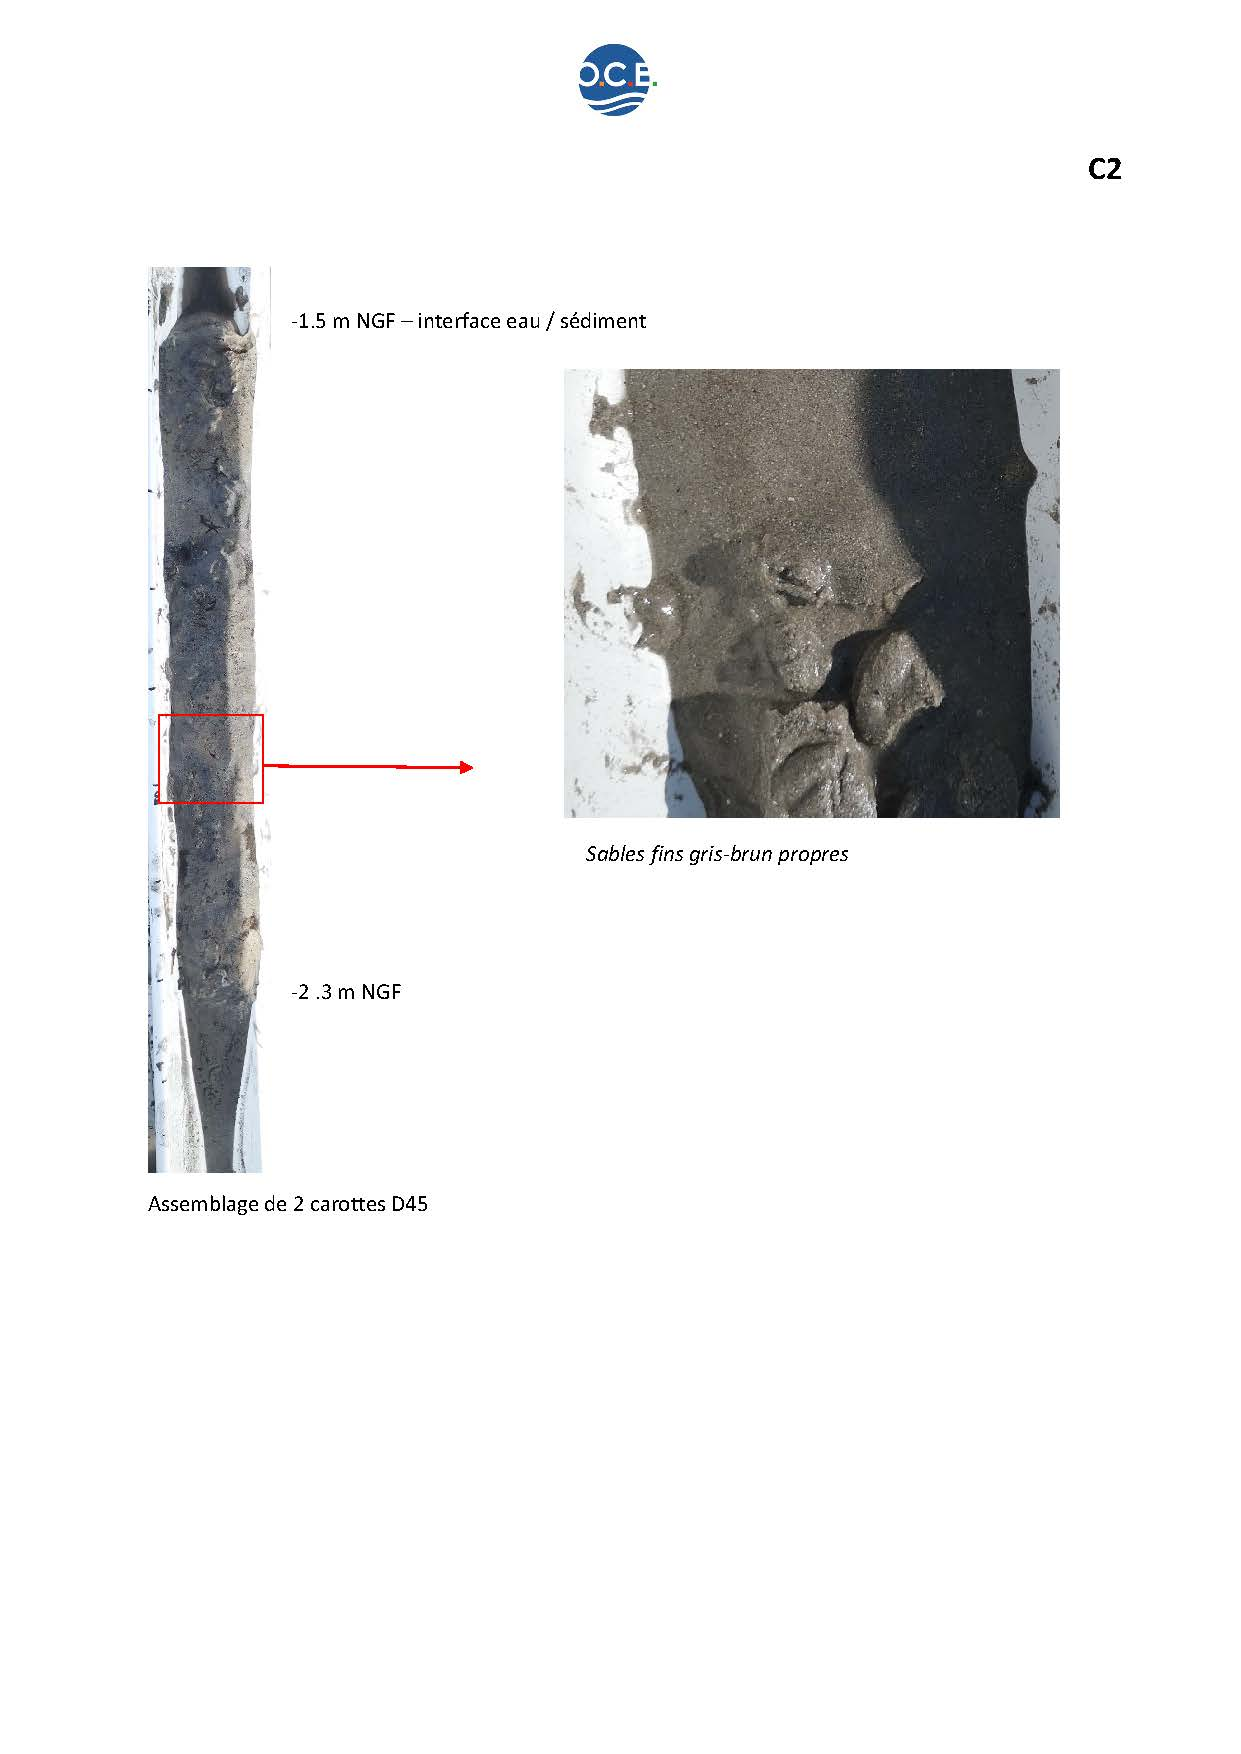 O.C.E.
C2
-1.5 m NGF – interface eau / sédiment
Sables fins gris-brun propres
-2 .3 m NGF
Assemblage de 2 carottes D45